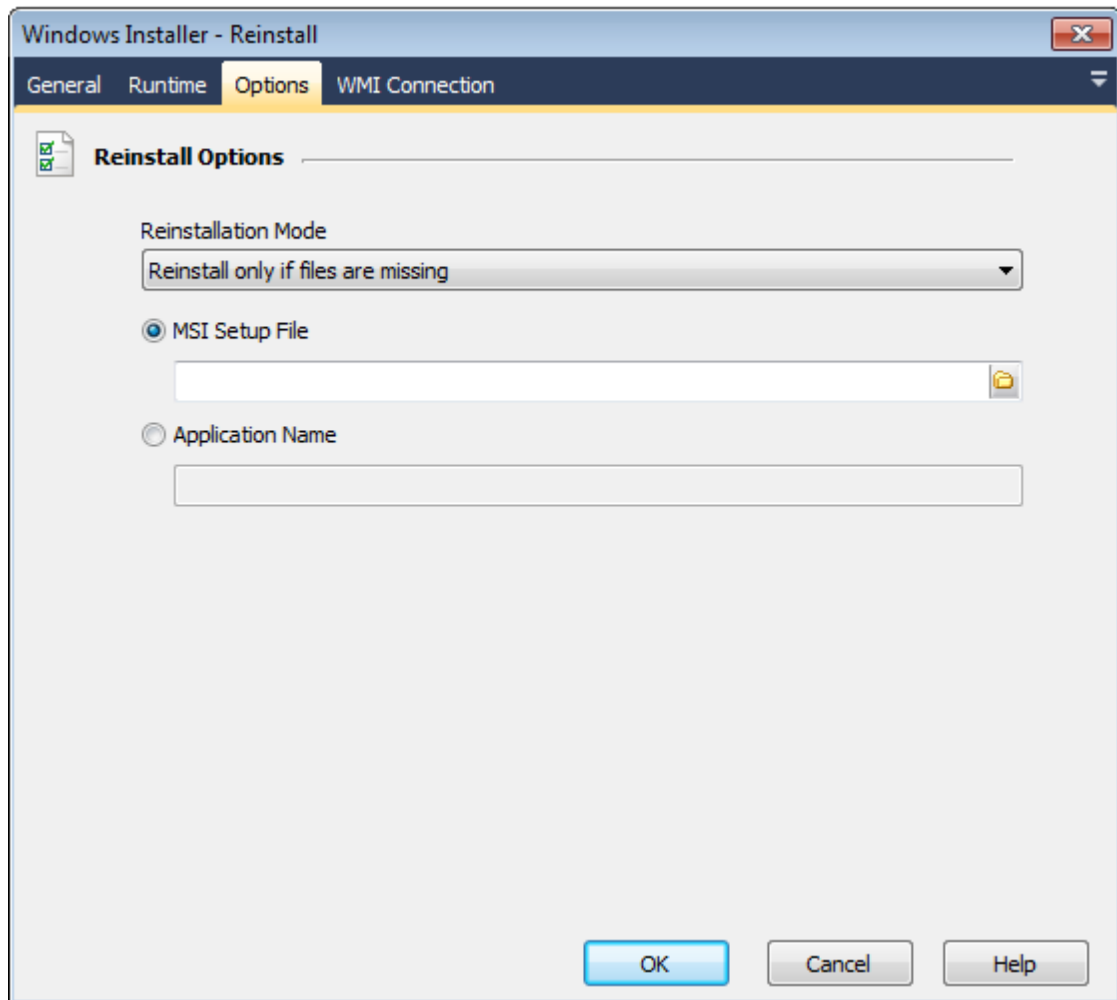 Windows Installer - Reinstall
General Runtime Options WMI Connection
Reinstall Options
Reinstallation Mode
Reinstall only if files are missing
MSI Setup File
Application Name
OK Cancel Help